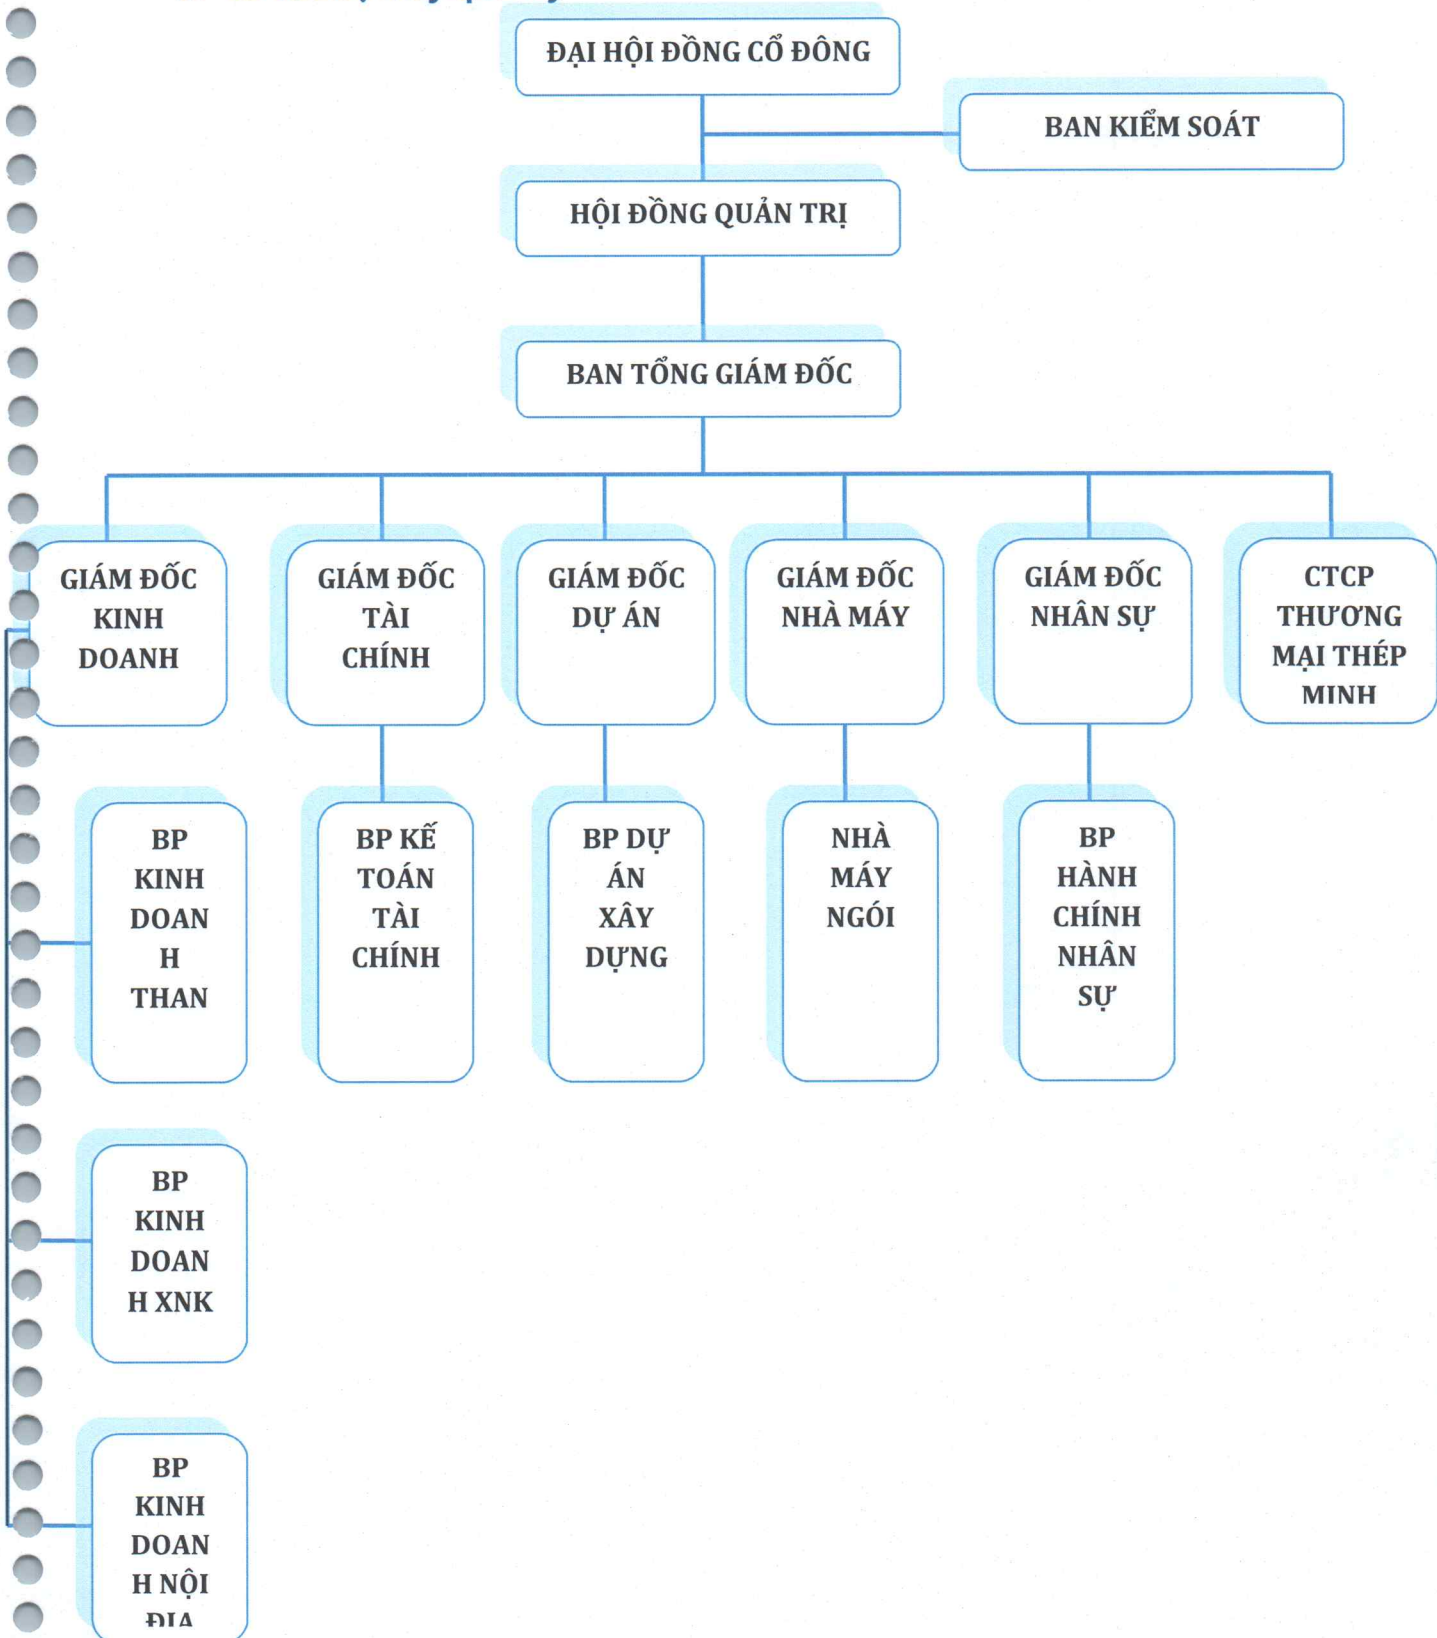 ĐẠI HỘI ĐỒNG CỔ ĐÔNG
BAN KIỂM SOÁT
HỘI ĐỒNG QUẢN TRỊ
BAN TỔNG GIÁM ĐỐC
GIÁM ĐỐC
KINH
DOANH
GIÁM ĐỐC
TÀI
CHÍNH
GIÁM ĐỐC
DỰ ÁN
GIÁM ĐỐC
NHÀ MÁY
GIÁM ĐỐC
NHÂN SỰ
CTCP
THƯƠNG
MẠI THÉP
MINH
BP
KINH
DOAN
H
THAN
BP KẾ
TOÁN
TÀI
CHÍNH
BP DỰ
ÁN
XÂY
DỰNG
NHÀ
MÁY
NGÓI
BP
HÀNH
CHÍNH
NHÂN
SỰ
BP
KINH
DOAN
H XNK
BP
KINH
DOAN
H NỘI
ĐỊA